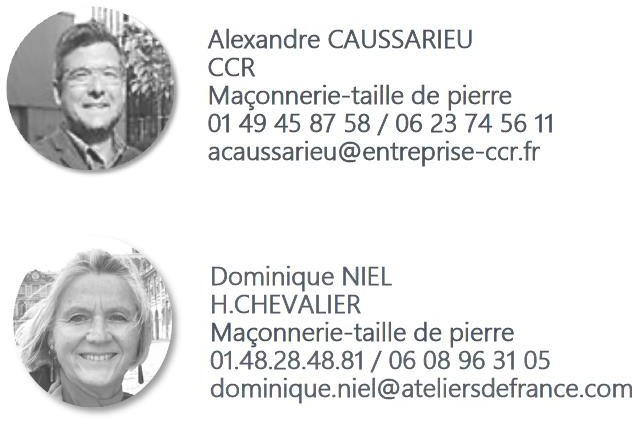 Alexandre CAUSSARIEU
CCR
Maçonnerie-taille de pierre
01 49 45 87 58 / 06 23 74 56 11
acaussarieu@entreprise-ccr.fr
Dominique NIEL
H.CHEVALIER
Maçonnerie-taille de pierre
01.48.28.48.81 / 06 08 96 31 05
dominique.niel@ateliersdefrance.com